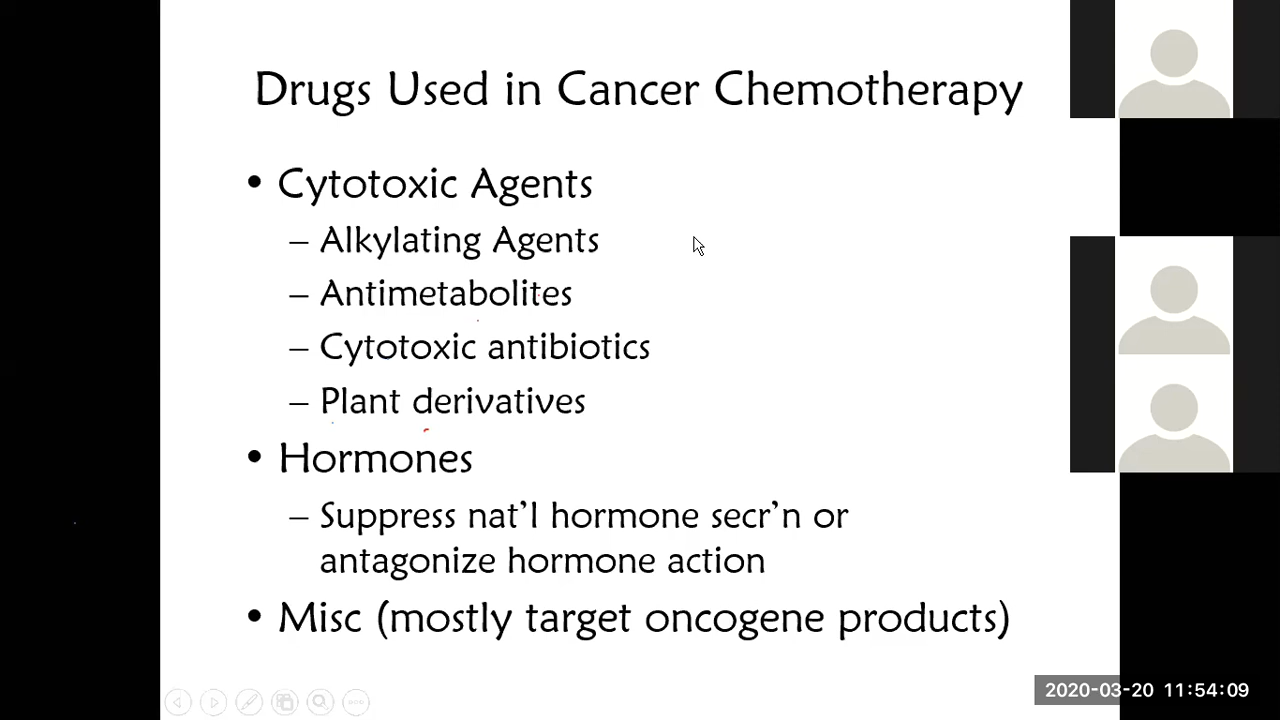 Drugs Used in Cancer Chemotherapy
• Cytotoxic Agents
– Alkylating Agents
– Antimetabolites
– Cytotoxic antibiotics
– Plant derivatives
• Hormones
– Suppress nat'l hormone secr'n or
antagonize hormone action
• Misc (mostly target oncogene products)
2020-03-20 11:54:09